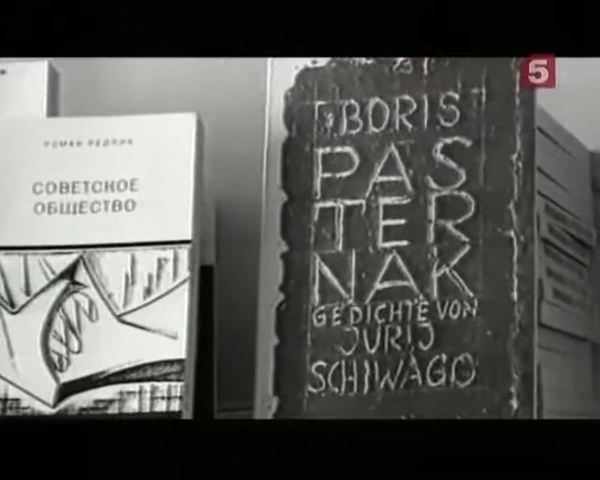 РОМАН РЕДЛИХ
СОВЕТСКОЕ
ОБЩЕСТВО
BORIS
PAS
TER
NAK
GEDICHTE VON
JURIJ
SCHIWAGO
5